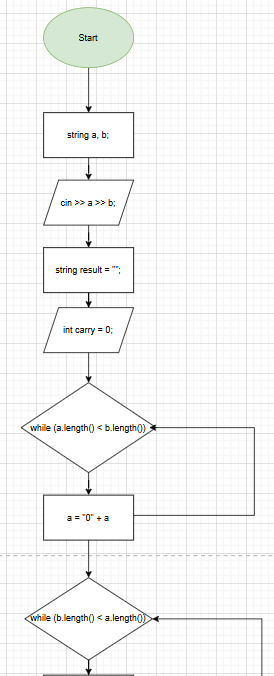 Start
string a, b;
cin >> a >> b;
string result = "";
int carry = 0;
while (a.length() < b.length())
a = "0" + a
while (b.length() < a.length())